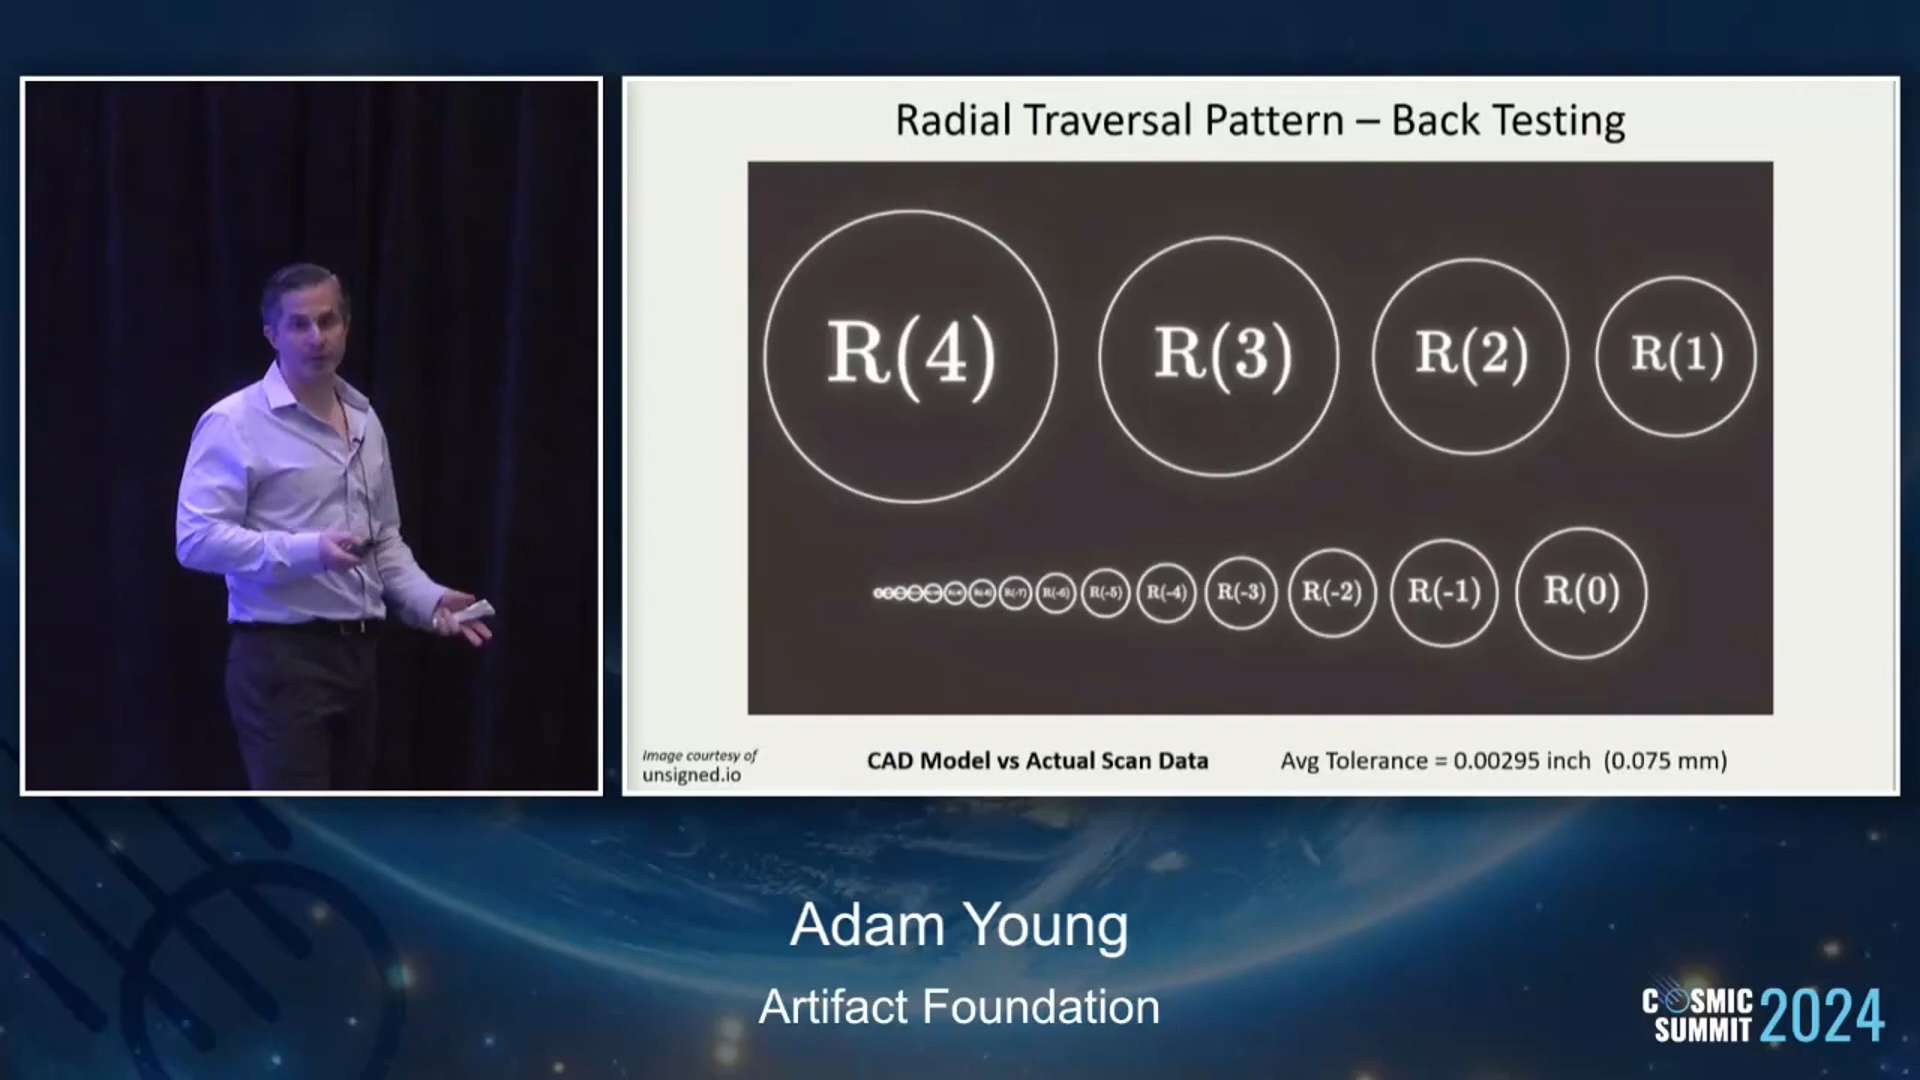 Radial Traversal Pattern – Back Testing
R(4)
R(3)
R(2)
R(1)
R(-7)
R(-6)
R(-5)
R(-4)
R(-3)
R(-2)
R(-1)
R(0)
Image courtesy of
unsigned.io
CAD Model vs Actual Scan Data
Avg Tolerance = 0.00295 inch (0.075 mm)
Adam Young
Artifact Foundation
COSMIC
SUMMIT 2024